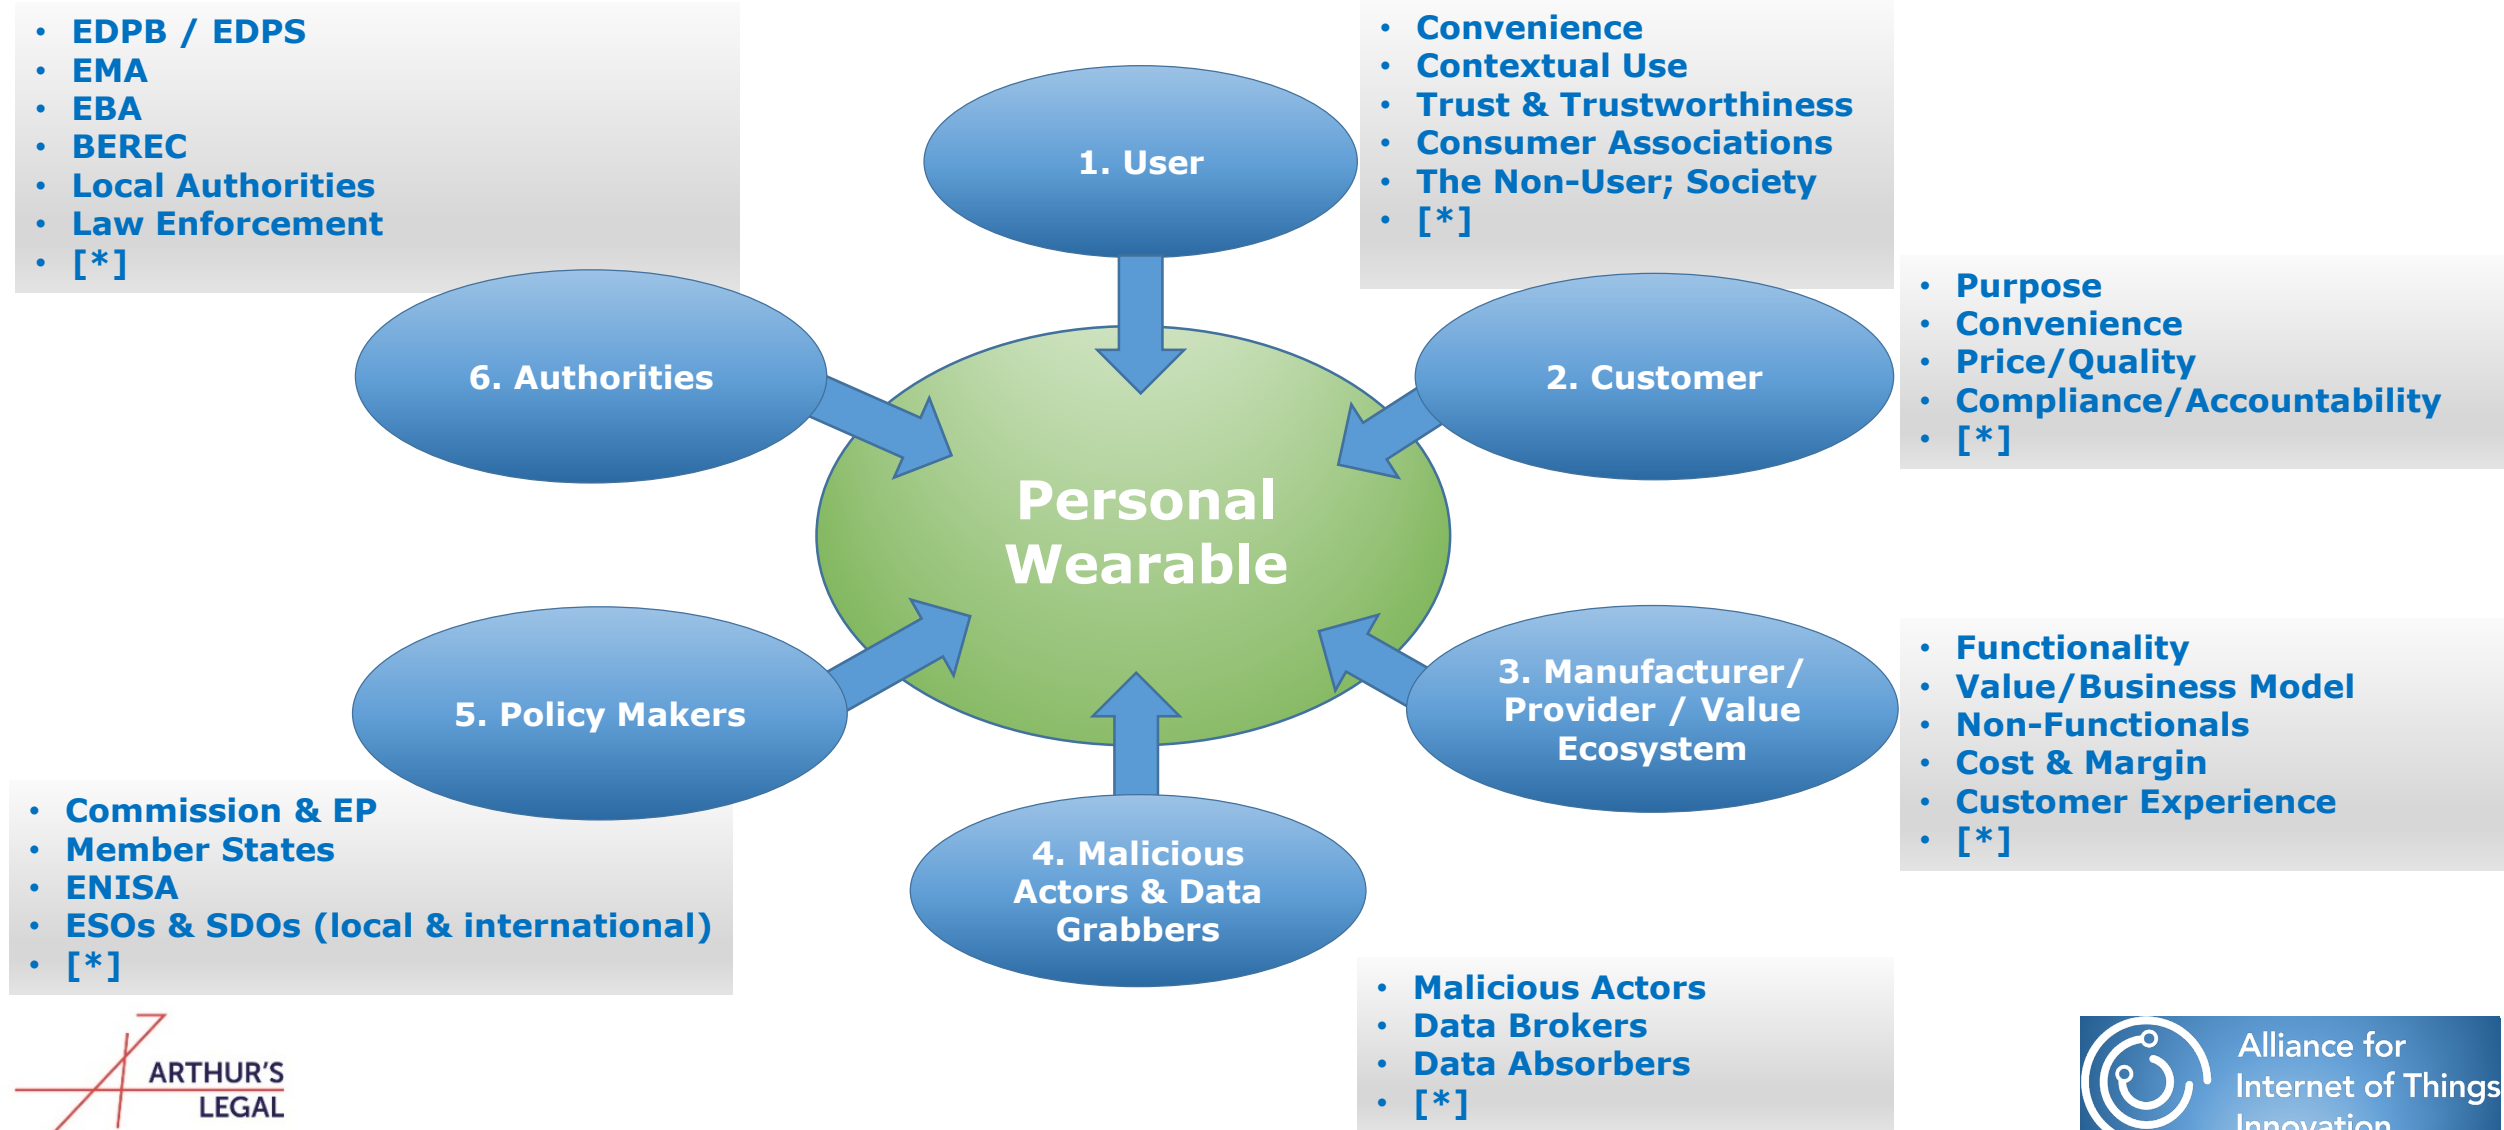 • EDPB / EDPS
• EMA
• EBA
• BEREC
• Local Authorities
• Law Enforcement
• [*]
1. User
• Convenience
• Contextual Use
• Trust & Trustworthiness
• Consumer Associations
• The Non-User; Society
• [*]
6. Authorities
2. Customer
• Purpose
• Convenience
• Price/Quality
• Compliance/Accountability
• [*]
Personal
Wearable
5. Policy Makers
3. Manufacturer/
Provider / Value
Ecosystem
• Functionality
• Value/Business Model
• Non-Functionals
• Cost & Margin
• Customer Experience
• [*]
• Commission & EP
• Member States
• ENISA
• ESOs & SDOs (local & international)
• [*]
4. Malicious
Actors & Data
Grabbers
• Malicious Actors
• Data Brokers
• Data Absorbers
• [*]
ARTHUR'S
LEGAL
Alliance for
Internet of Things
Innovation